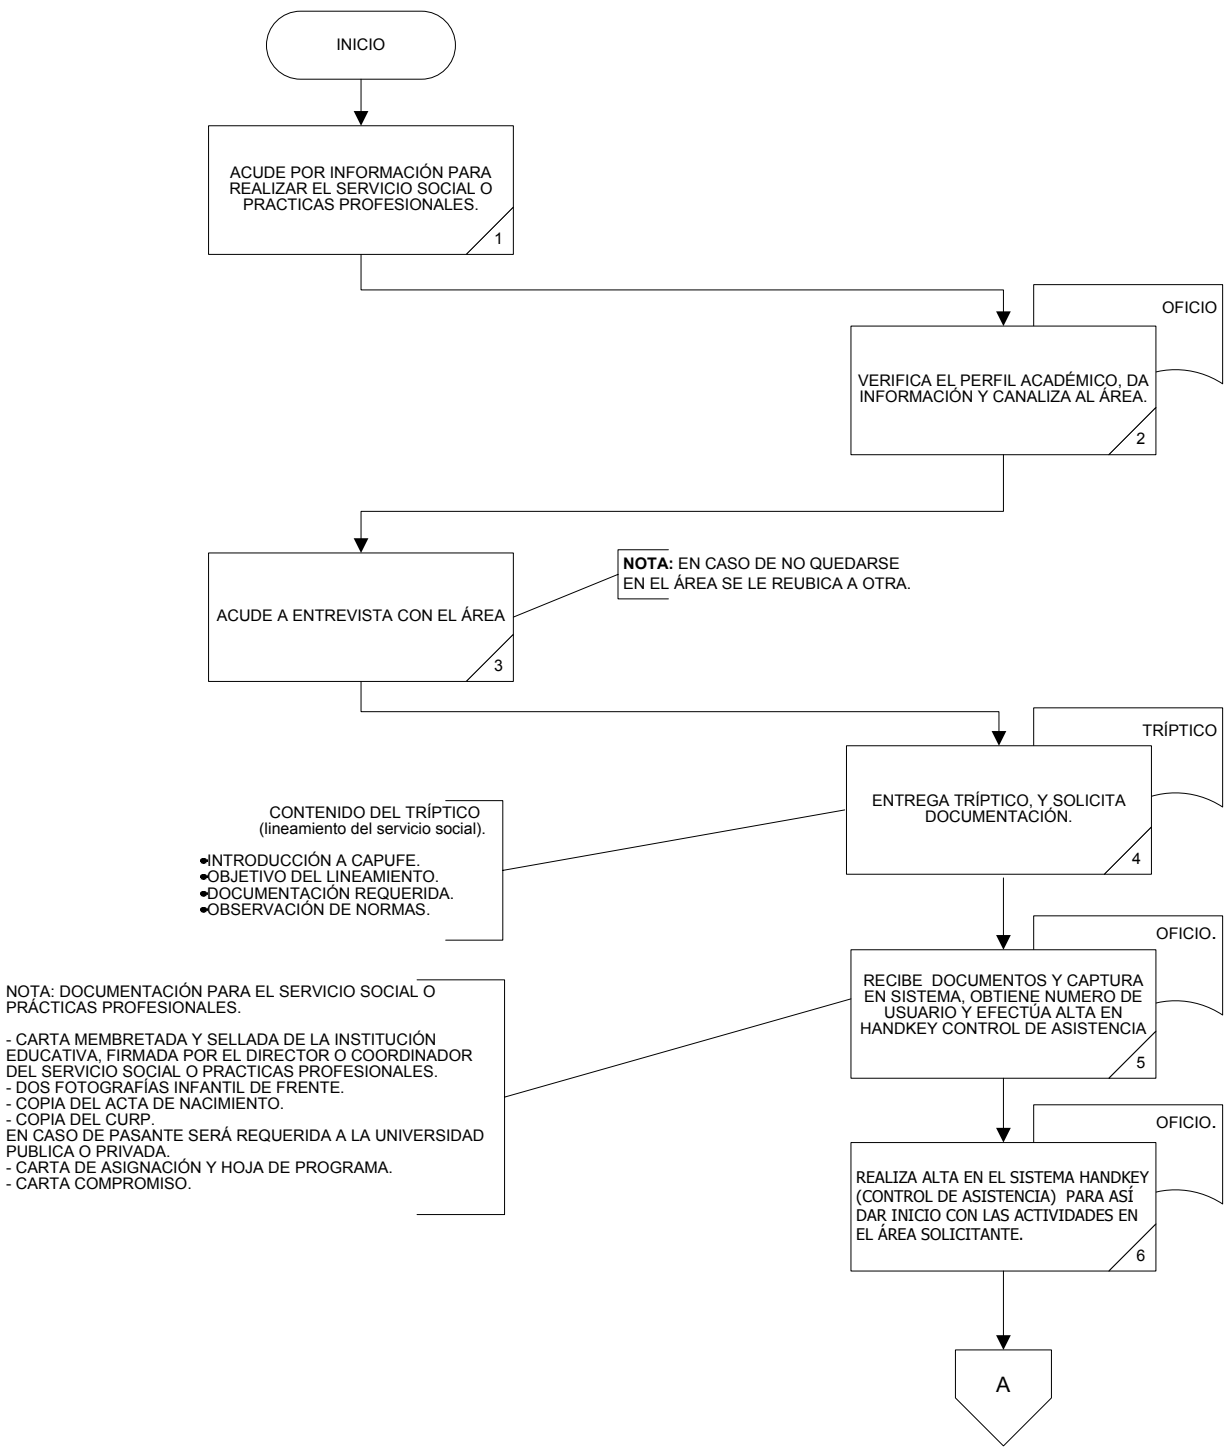 INICIO
ACUDE POR INFORMACIÓN PARA
REALIZAR EL SERVICIO SOCIAL O
PRACTICAS PROFESIONALES.
1
OFICIO
VERIFICA EL PERFIL ACADÉMICO, DA
INFORMACIÓN Y CANALIZA AL ÁREA.
2
ACUDE A ENTREVISTA CON EL ÁREA
3
NOTA: EN CASO DE NO QUEDARSE
EN EL ÁREA SE LE REUBICA A OTRA.
TRÍPTICO
ENTREGA TRÍPTICO, Y SOLICITA
DOCUMENTACIÓN.
4
CONTENIDO DEL TRÍPTICO
(lineamiento del servicio social).
•INTRODUCCIÓN A CAPUFE.
•OBJETIVO DEL LINEAMIENTO.
•DOCUMENTACIÓN REQUERIDA.
•OBSERVACIÓN DE NORMAS.
OFICIO.
RECIBE DOCUMENTOS Y CAPTURA
EN SISTEMA, OBTIENE NUMERO DE
USUARIO Y EFECTÚA ALTA EN
HANDKEY CONTROL DE ASISTENCIA
5
NOTA: DOCUMENTACIÓN PARA EL SERVICIO SOCIAL O
PRÁCTICAS PROFESIONALES.
- CARTA MEMBRETADA Y SELLADA DE LA INSTITUCIÓN
EDUCATIVA, FIRMADA POR EL DIRECTOR O COORDINADOR
DEL SERVICIO SOCIAL O PRACTICAS PROFESIONALES.
- DOS FOTOGRAFÍAS INFANTIL DE FRENTE.
- COPIA DEL ACTA DE NACIMIENTO.
- COPIA DEL CURP.
EN CASO DE PASANTE SERÁ REQUERIDA A LA UNIVERSIDAD
PUBLICA O PRIVADA.
- CARTA DE ASIGNACIÓN Y HOJA DE PROGRAMA.
- CARTA COMPROMISO.
OFICIO.
REALIZA ALTA EN EL SISTEMA HANDKEY
(CONTROL DE ASISTENCIA) PARA ASÍ
DAR INICIO CON LAS ACTIVIDADES EN
EL ÁREA SOLICITANTE.
6
A